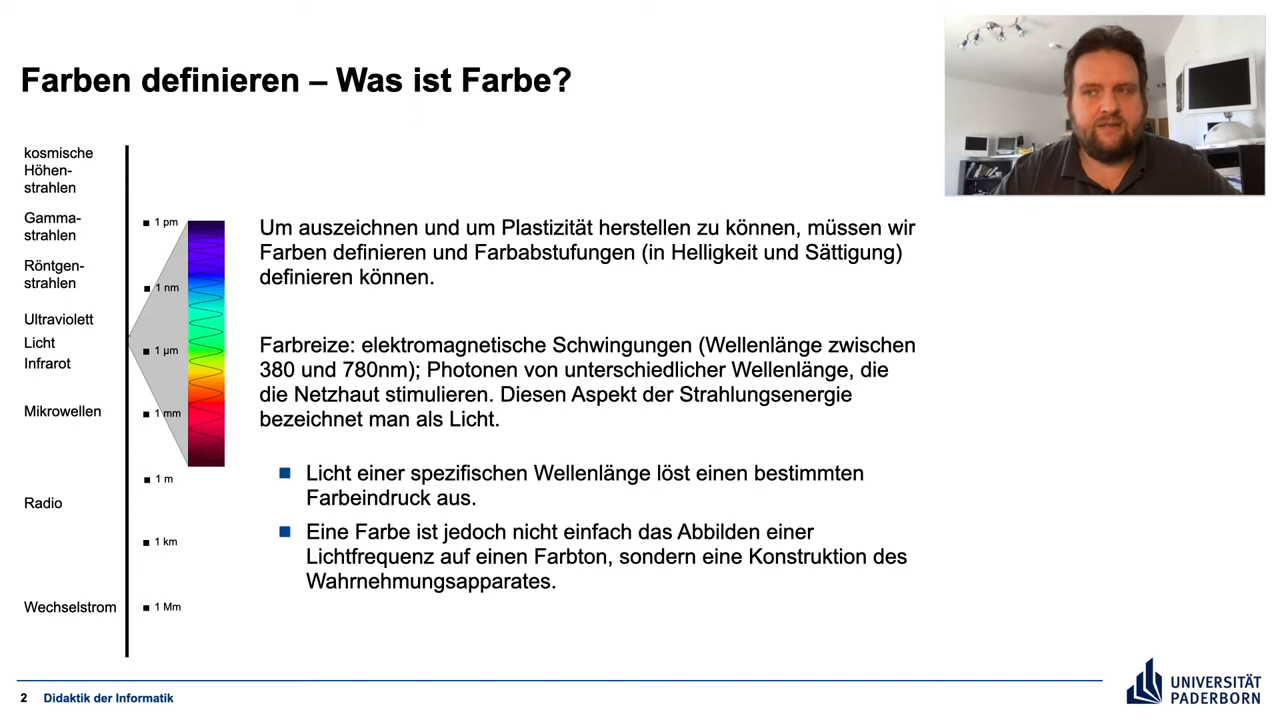 Farben definieren – Was ist Farbe?
kosmische
Höhen-
strahlen
Gamma-
strahlen
Röntgen-
strahlen
Ultraviolett
Licht
Infrarot
Mikrowellen
Radio
Wechselstrom
1 pm
1 nm
1 µm
1 mm
1 m
1 km
1 Mm
Um auszeichnen und um Plastizität herstellen zu können, müssen wir
Farben definieren und Farbabstufungen (in Helligkeit und Sättigung)
definieren können.
Farbreize: elektromagnetische Schwingungen (Wellenlänge zwischen
380 und 780nm); Photonen von unterschiedlicher Wellenlänge, die
die Netzhaut stimulieren. Diesen Aspekt der Strahlungsenergie
bezeichnet man als Licht.
Licht einer spezifischen Wellenlänge löst einen bestimmten
Farbeindruck aus.
Eine Farbe ist jedoch nicht einfach das Abbilden einer
Lichtfrequenz auf einen Farbton, sondern eine Konstruktion des
Wahrnehmungsapparates.
2 Didaktik der Informatik
UNIVERSITÄT
PADERBORN